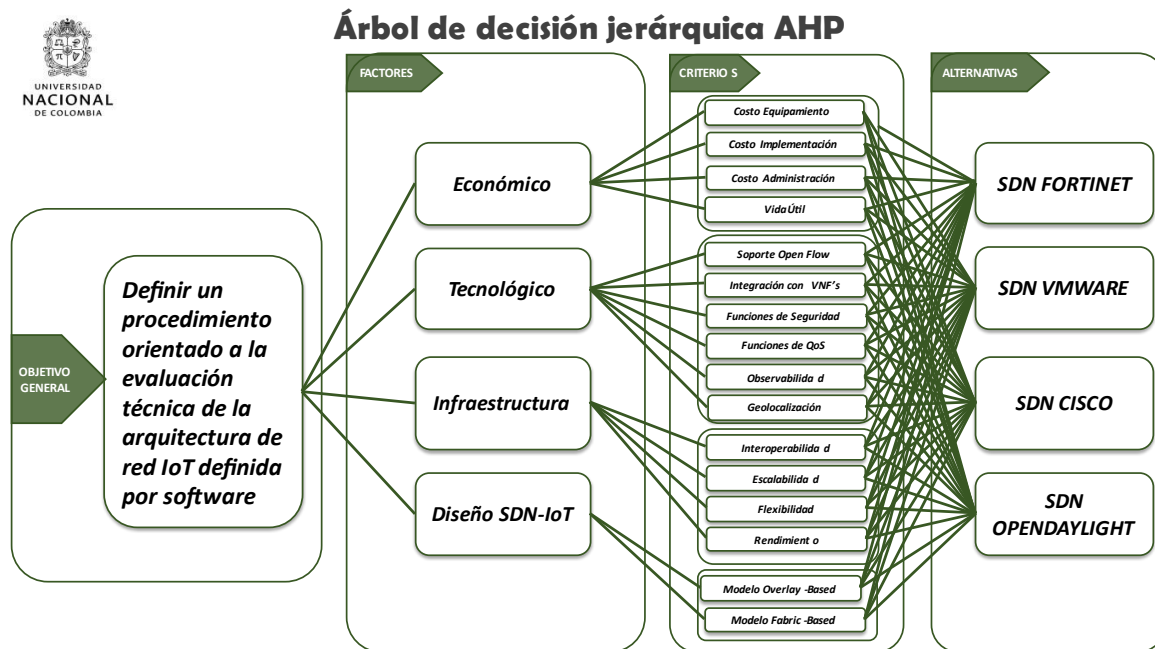 Árbol de decisión jerárquica AHP
UNIVERSIDAD
NACIONAL
DE COLOMBIA
OBJETIVO
GENERAL
Definir un
procedimiento
orientado a la
evaluación
técnica de la
arquitectura de
red IoT definida
por software
FACTORES
Económico
Tecnológico
Infraestructura
Diseño SDN-IoT
CRITERIO S
Costo Equipamiento
Costo Implementación
Costo Administración
Vida Útil
Soporte Open Flow
Integración con VNF's
Funciones de Seguridad
Funciones de QoS
Observabilida d
Geolocalización
Interoperabilida d
Escalabilida d
Flexibilidad
Rendimient o
Modelo Overlay -Based
Modelo Fabric -Based
ALTERNATIVAS
SDN FORTINET
SDN VMWARE
SDN CISCO
SDN
OPENDAYLIGHT